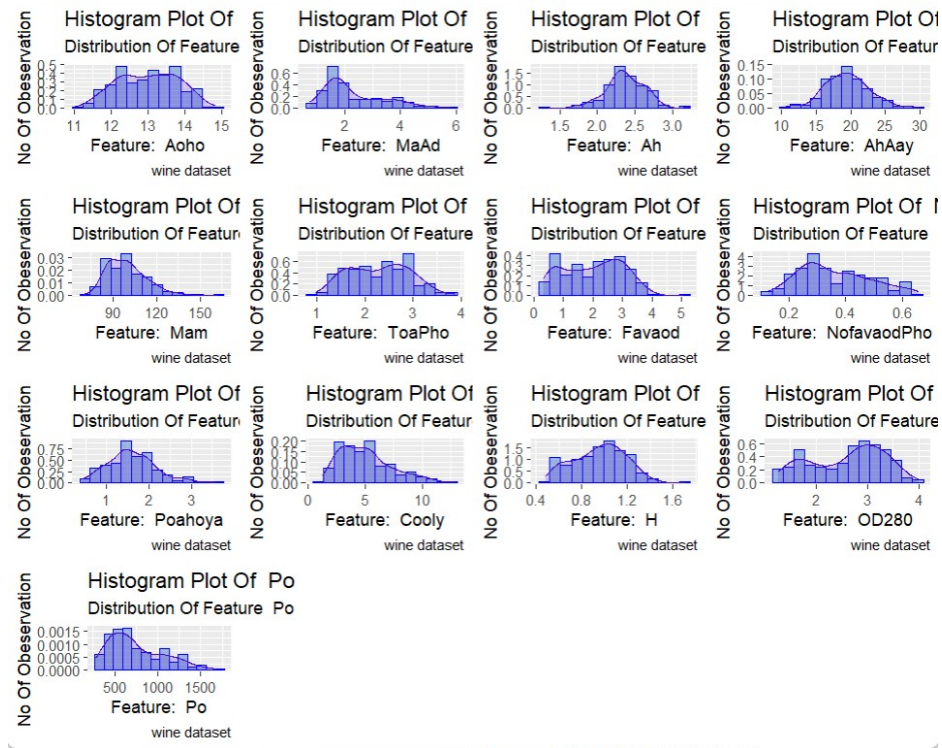 Histogram Plot Of
Distribution Of Feature
No Of Obeservation
0.5
0.4
0.3
0.2
0.1
0.0
11 12 13 14 15
Feature: Aoho
wine dataset
Histogram Plot Of
Distribution Of Feature
No Of Obeservation
0.6
0.4
0.2
0.0
2 4 6
Feature: MaAd
wine dataset
Histogram Plot Of
Distribution Of Feature
No Of Obeservation
1.5
1.0
0.5
0.0
1.5 2.0 2.5 3.0
Feature: Ah
wine dataset
Histogram Plot Of
Distribution Of Featur
No Of Obeservation
0.15
0.10
0.05
0.00
10 15 20 25 30
Feature: AhAay
wine dataset
Histogram Plot Of
Distribution Of Featur
No Of Obeservation
0.03
0.02
0.01
0.00
90 120 150
Feature: Mam
wine dataset
Histogram Plot Of
Distribution Of Feature
No Of Obeservation
0.6
0.4
0.2
0.0
1 2 3 4
Feature: ToaPho
wine dataset
Histogram Plot Of
Distribution Of Feature
No Of Obeservation
0.4
0.3
0.2
0.1
0.0
0 1 2 3 4 5
Feature: Favaod
wine dataset
Histogram Plot Of N
Distribution Of Feature
No Of Obeservation
4
3
2
1
0
0.2 0.4 0.6
Feature: NofavaodPho
wine dataset
Histogram Plot Of
Distribution Of Feature
No Of Obeservation
0.75
0.50
0.25
0.00
1 2 3
Feature: Poahoya
wine dataset
Histogram Plot Of
Distribution Of Featur
No Of Obeservation
0.20
0.15
0.10
0.05
0.00
0 5 10
Feature: Cooly
wine dataset
Histogram Plot Of
Distribution Of Feature
No Of Obeservation
1.5
1.0
0.5
0.0
0.4 0.8 1.2 1.6
Feature: H
wine dataset
Histogram Plot Of
Distribution Of Feature
No Of Obeservation
0.6
0.4
0.2
0.0
2 3 4
Feature: OD280
wine dataset
Histogram Plot Of Po
Distribution Of Feature Po
No Of Obeservation
0.0015
0.0010
0.0005
0.0000
500 1000 1500
Feature: Po
wine dataset